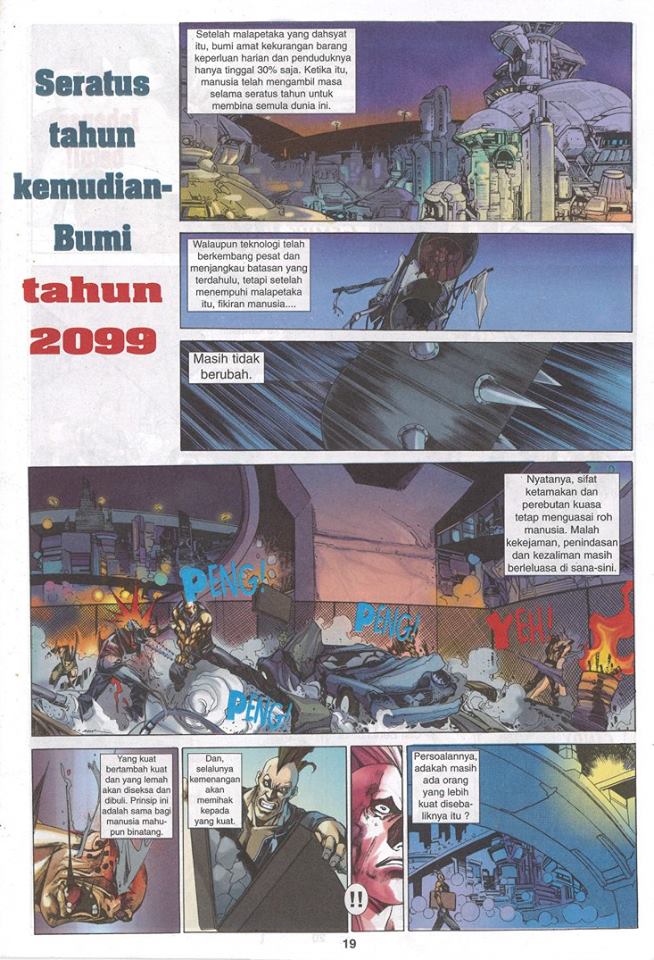 Seratus
tahun
kemudian-
Bumi
tahun
2099
Setelah malapetaka yang dahsyat
itu, bumi amat kekurangan barang
keperluan harian dan penduduknya
hanya tinggal 30% saja. Ketika itu,
manusia telah mengambil masa
selama seratus tahun untuk
membina semula dunia ini.
Walaupun teknologi telah
berkembang pesat dan
menjangkau batasan yang
terdahulu, tetapi setelah
menempuhi malapetaka
itu, fikiran manusia....
Masih tidak
berubah.
Nyatanya, sifat
ketamakan dan
perebutan kuasa
tetap menguasai roh
manusia. Malah
kekejaman, penindasan
dan kezaliman masih
berleluasa di sana-sini.
PENG!
PENG!
YEH!
PENG!
Yang kuat
bertambah kuat
dan yang lemah
akan diseksa dan
dibuli. Prinsip ini
adalah sama bagi
manusia mahu-
pun binatang.
Dan,
selalunya
kemenangan
akan
memihak
kepada
yang kuat.
!!
Persoalannya,
adakah masih
ada orang
yang lebih
kuat diseba-
liknya itu ?
19